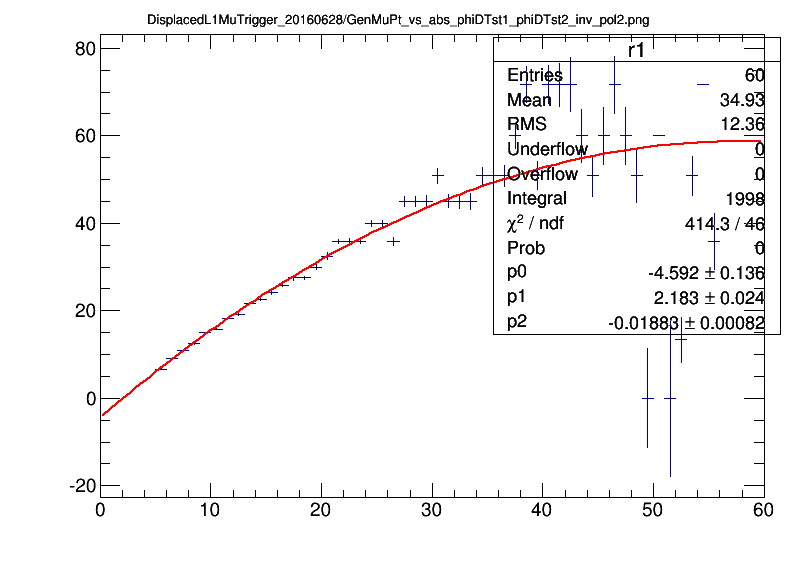 DisplacedL1MuTrigger_20160628/GenMuPt_vs_abs_phiDTst1_phiDTst2_inv_pol2.png
r1
Entries 60
Mean 34.93
RMS 12.36
Underflow 0
Overflow 0
Integral 1998
χ² / ndf 414.3 / 46
Prob 0
p0 -4.592 ± 0.136
p1 2.183 ± 0.024
p2 -0.01883 ± 0.00082
80
60
40
20
0
-20
0 10 20 30 40 50 60